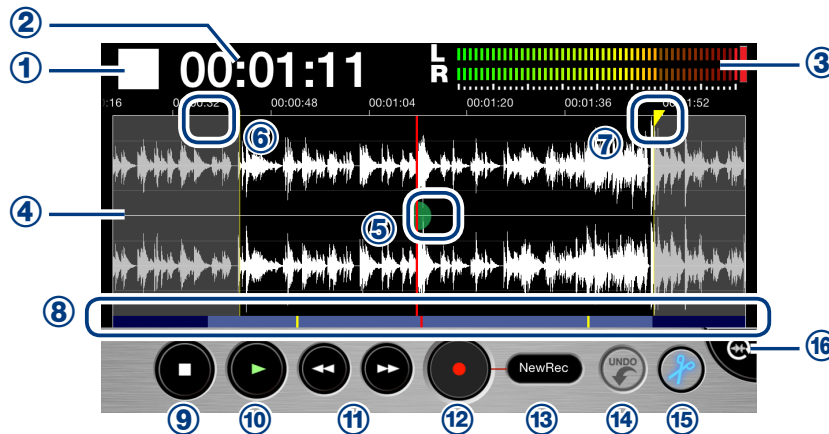 ②
①
00:01:11
L
R
③
0:16 00:00:32 00:00:48 00:01:04 00:01:20 00:01:36 00:01:52
⑥
⑦
④
⑤
⑧
NewRec
UNDO
⑯
⑨ ⑩ ⑪ ⑫ ⑬ ⑭ ⑮